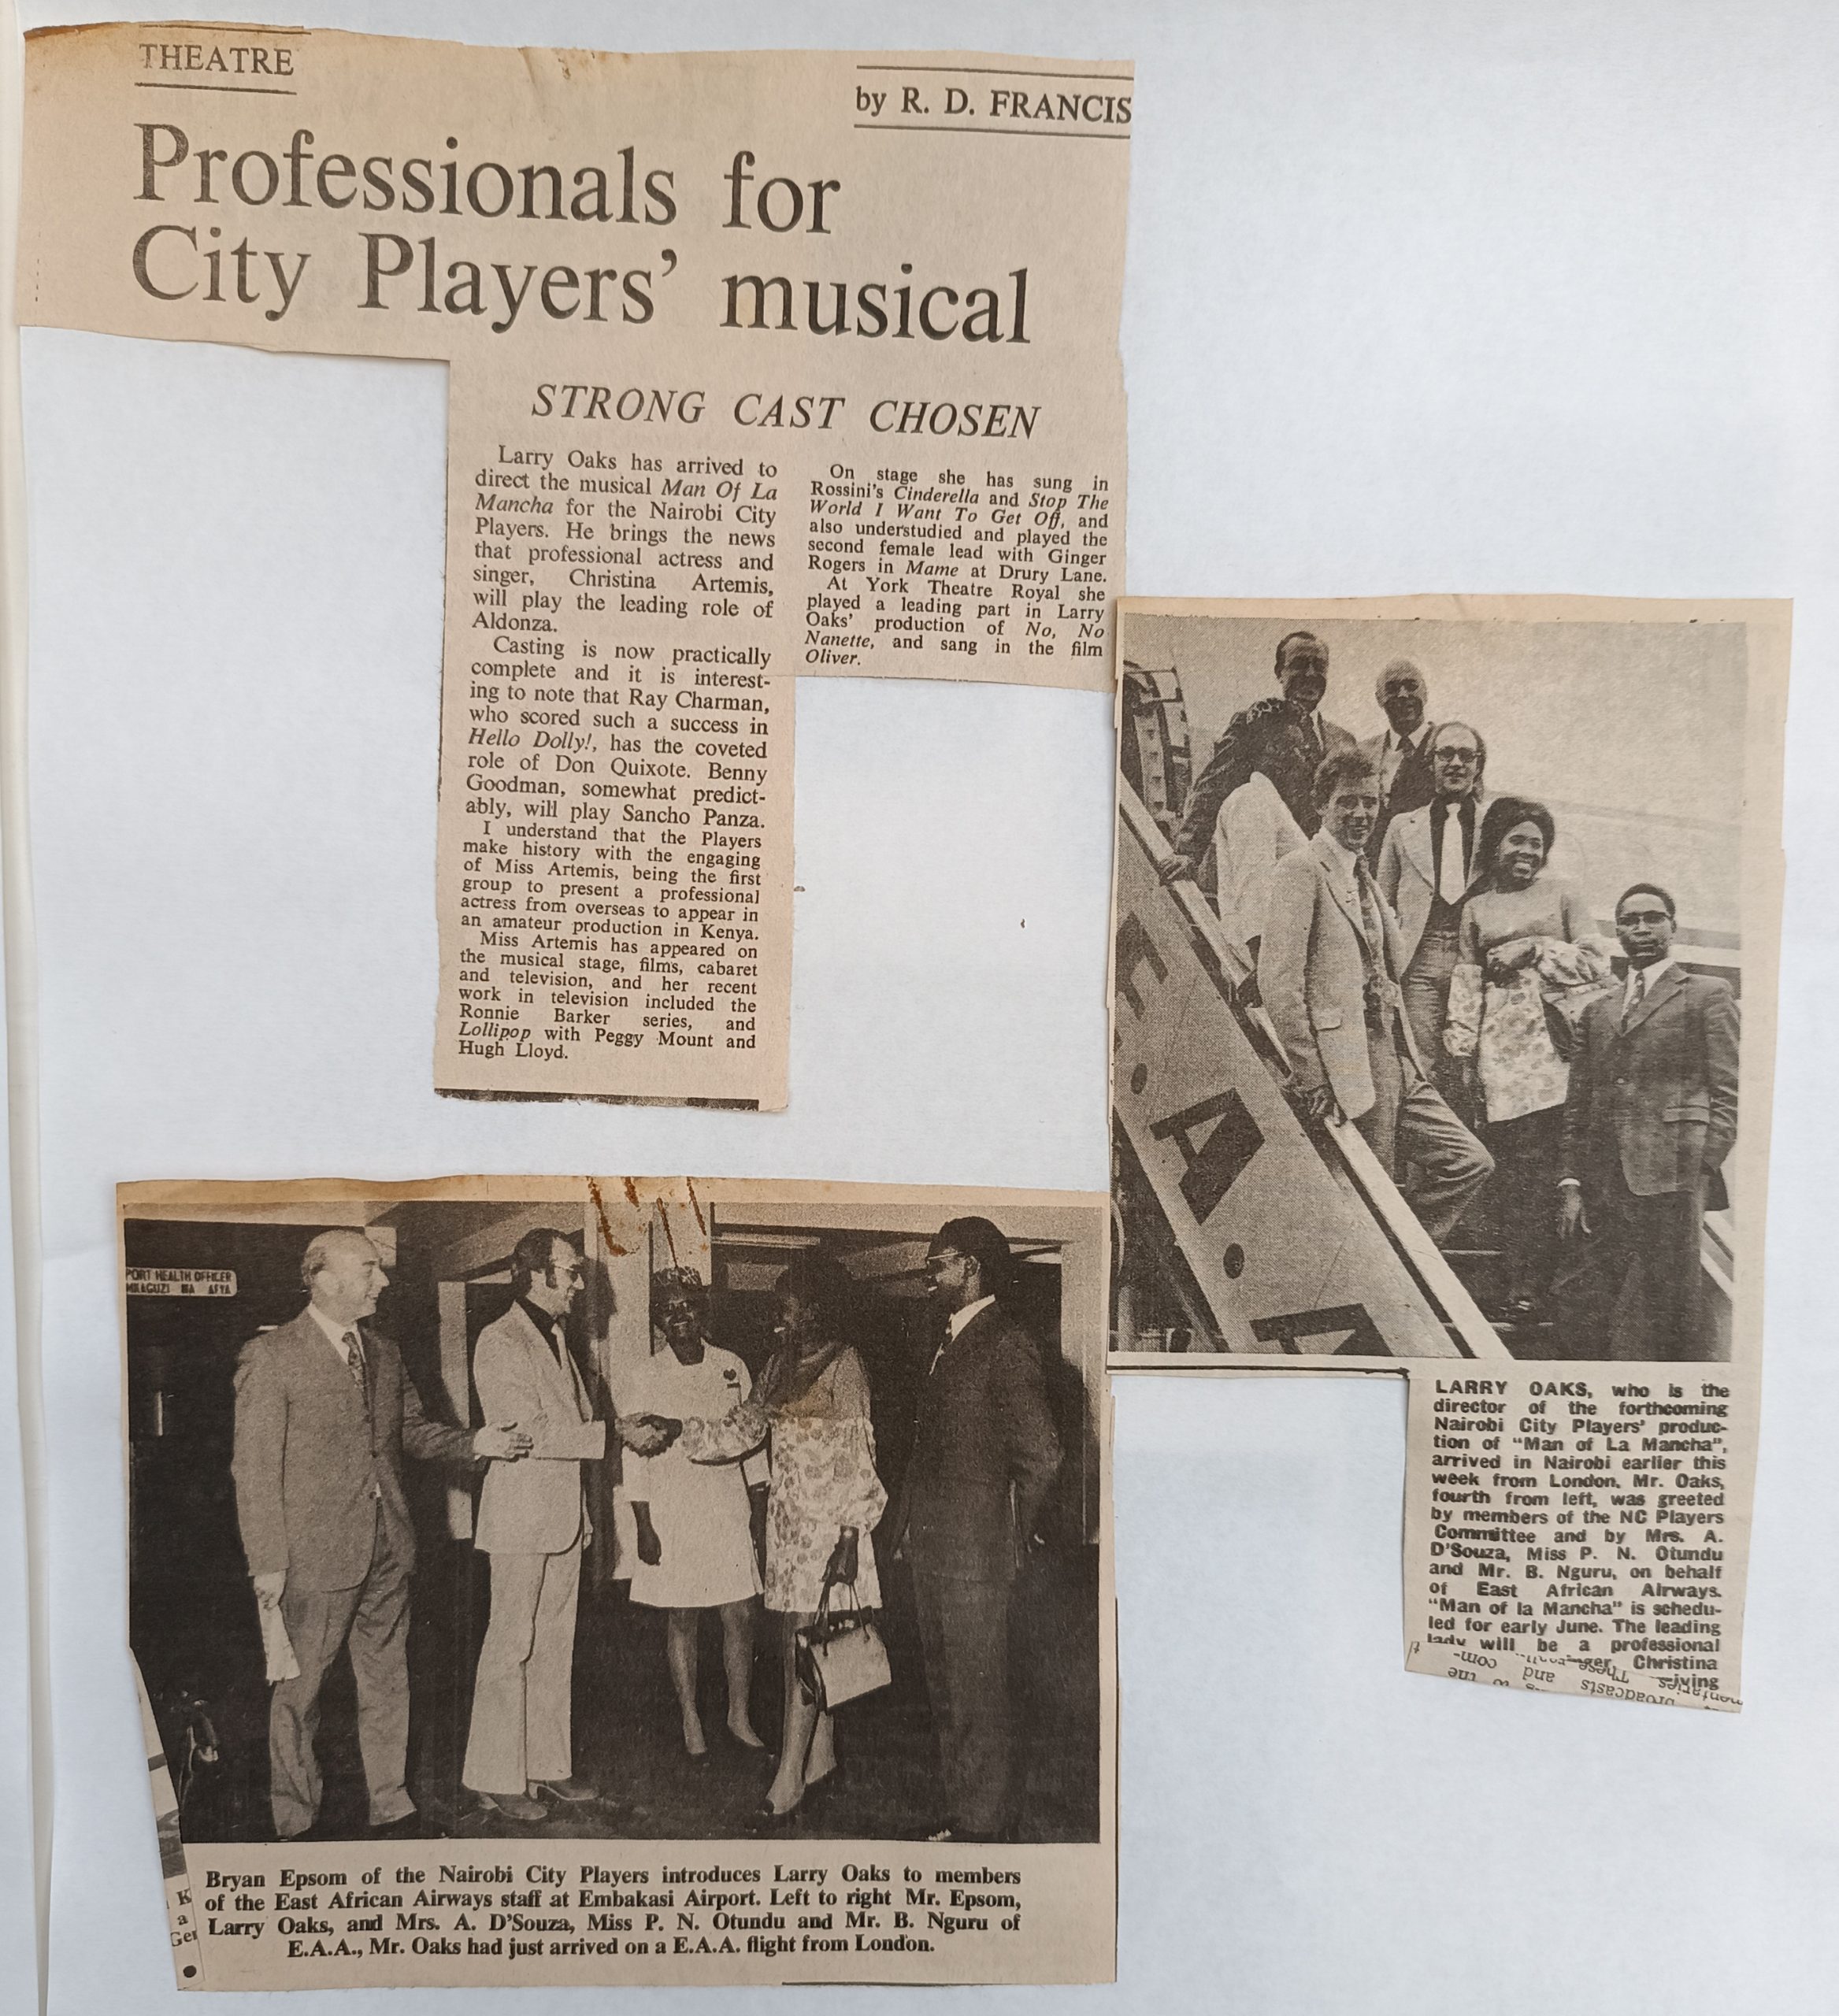 THEATRE
by R. D. FRANCIS
Professionals for
City Players' musical
STRONG CAST CHOSEN
Larry Oaks has arrived to
direct the musical Man Of La
Mancha for the Nairobi City
Players. He brings the news
that professional actress and
singer, Christina Artemis,
will play the leading role of
Aldonza.
Casting is now practically
complete and it is interest-
ing to note that Ray Charman,
who scored such a success in
Hello Dolly!, has the coveted
role of Don Quixote. Benny
Goodman, somewhat predict-
ably, will play Sancho Panza.
I understand that the Players
make history with the engaging
of Miss Artemis, being the first
group to present a professional
actress from overseas to appear in
an amateur production in Kenya.
Miss Artemis has appeared on
the musical stage, films, cabaret
and television, and her recent
work in television included the
Ronnie Barker series, and
Lollipop with Peggy Mount and
Hugh Lloyd.
On stage she has sung in
Rossini's Cinderella and Stop The
World I Want To Get Off, and
also understudied and played the
second female lead with Ginger
Rogers in Mame at Drury Lane.
At York Theatre Royal she
played a leading part in Larry
Oaks' production of No, No
Nanette, and sang in the film
Oliver.
E.A.A
LARRY OAKS, who is the
director of the forthcoming
Nairobi City Players' produc-
tion of "Man of La Mancha",
arrived in Nairobi earlier this
week from London. Mr. Oaks,
fourth from left, was greeted
by members of the NC Players
Committee and by Mrs. A.
D'Souza, Miss P. N. Otundu
and Mr. B. Nguru, on behalf
of East African Airways.
"Man of la Mancha" is schedu-
led for early June. The leading
lady will be a professional
Christina
com-
These
and
broadcasts
to the
PORT HEALTH OFFICER
WA AFYA
K
a
Ger
Bryan Epsom of the Nairobi City Players introduces Larry Oaks to members
of the East African Airways staff at Embakasi Airport. Left to right Mr. Epsom,
Larry Oaks, and Mrs. A. D'Souza, Miss P. N. Otundu and Mr. B. Nguru of
E.A.A., Mr. Oaks had just arrived on a E.A.A. flight from London.